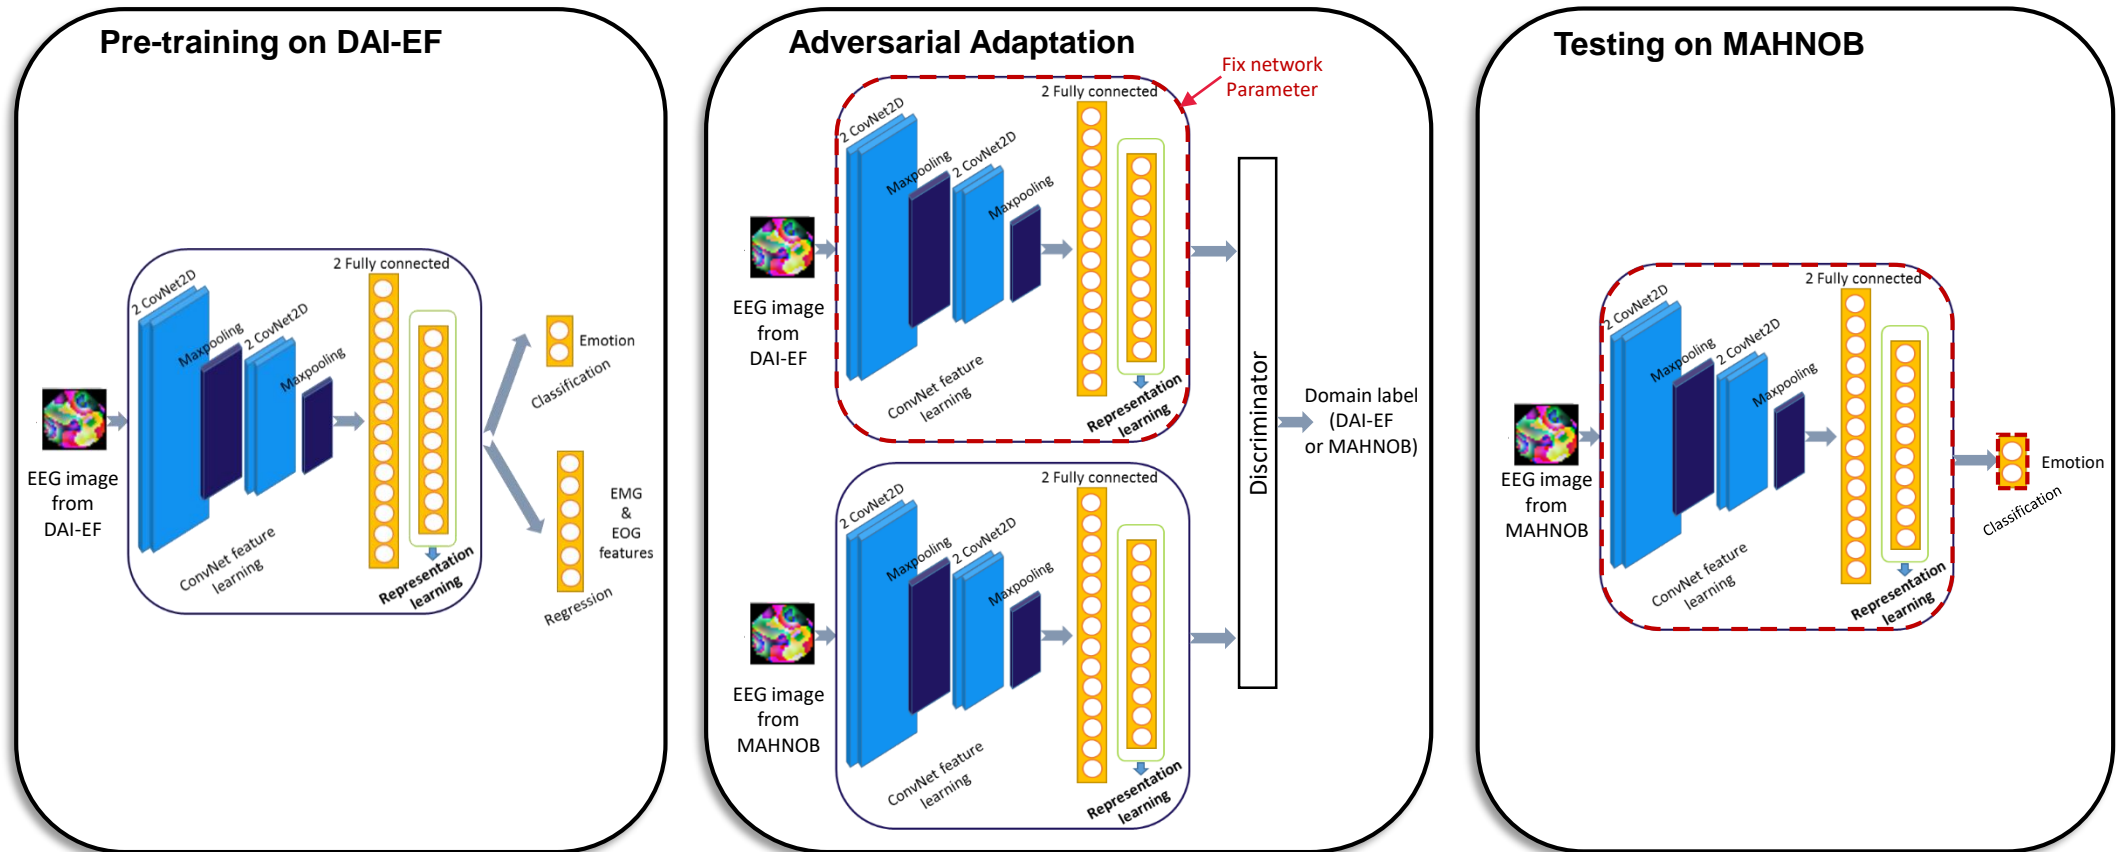 Pre-training on DAI-EF
2 CovNet2D
Maxpooling
2 CovNet2D
Maxpooling
2 Fully connected
EEG image
from
DAI-EF
ConvNet feature
learning
Representation
learning
Emotion
Classification
EMG
&
EOG
features
Regression
Adversarial Adaptation
Fix network
Parameter
2 CovNet2D
Maxpooling
2 CovNet2D
Maxpooling
2 Fully connected
EEG image
from
DAI-EF
ConvNet feature
learning
Representation
learning
2 CovNet2D
Maxpooling
2 CovNet2D
Maxpooling
2 Fully connected
EEG image
from
MAHNOB
ConvNet feature
learning
Representation
learning
Discriminator
Domain label
(DAI-EF
or MAHNOB)
Testing on MAHNOB
2 CovNet2D
Maxpooling
2 CovNet2D
Maxpooling
2 Fully connected
EEG image
from
MAHNOB
ConvNet feature
learning
Representation
learning
Emotion
Classification